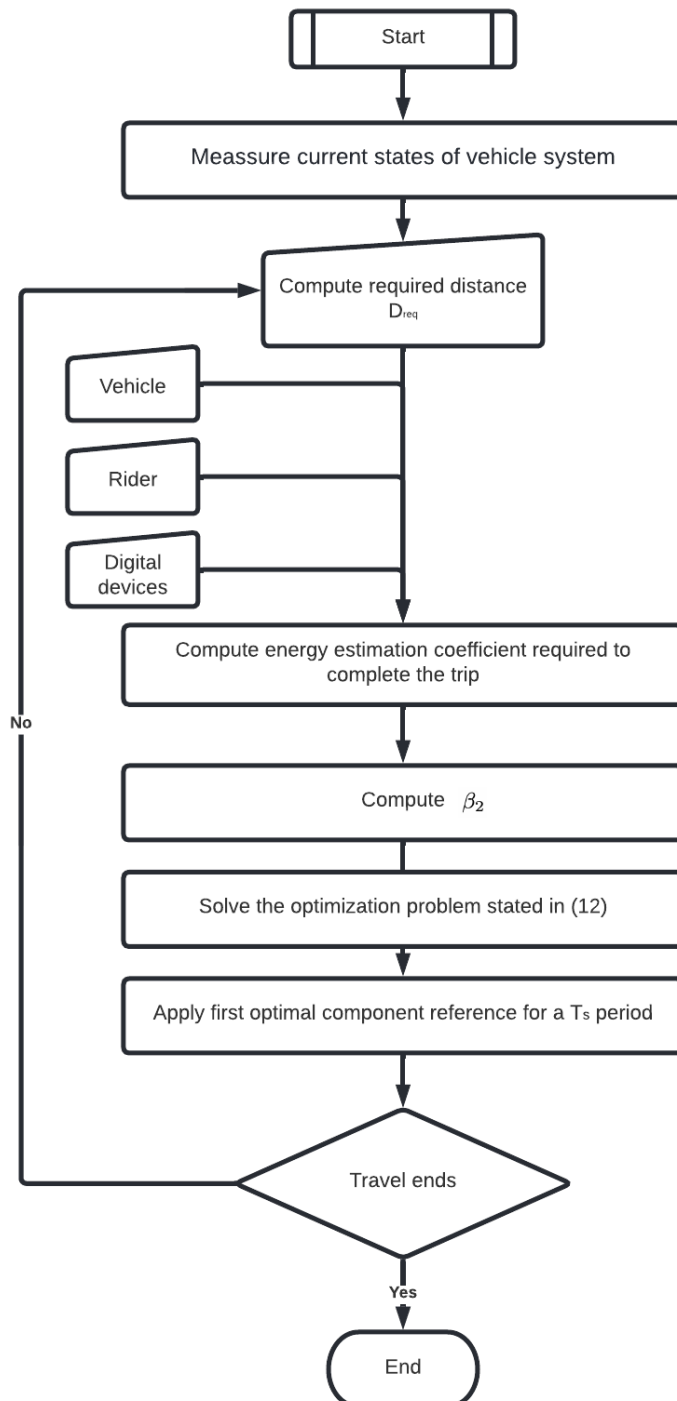 Start
Meassure current states of vehicle system
Compute required distance
Dreq
Vehicle
Rider
Digital
devices
Compute energy estimation coefficient required to
complete the trip
No
Compute β₂
Solve the optimization problem stated in (12)
Apply first optimal component reference for a Ts period
Travel ends
Yes
End